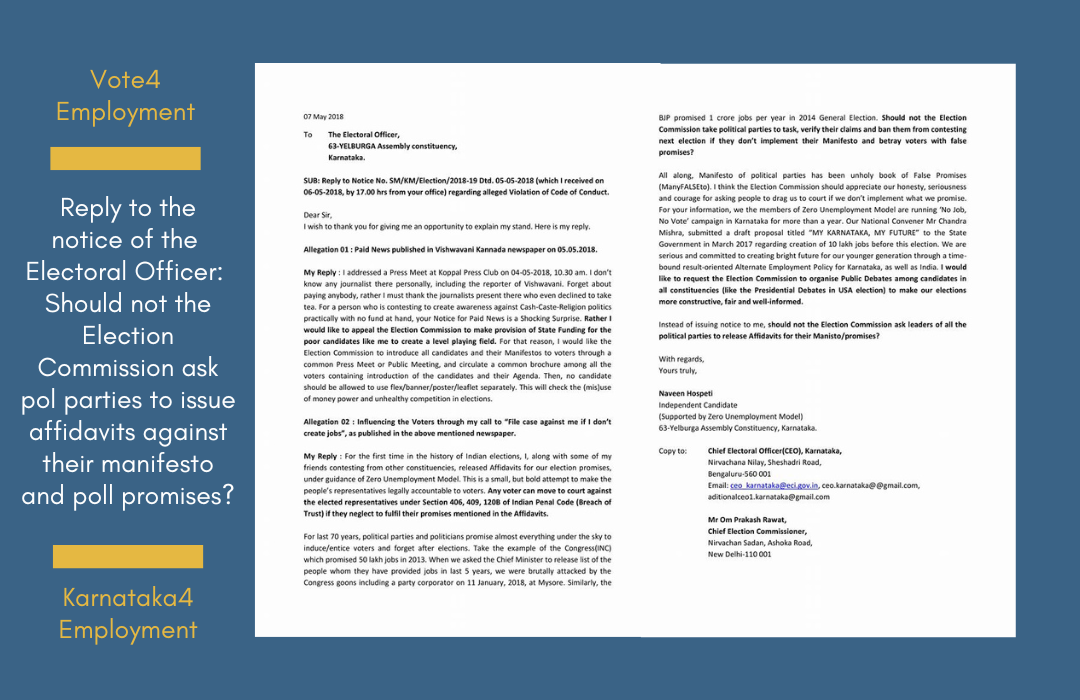 Vote4
Employment
Reply to the
notice of the
Electoral Officer:
Should not the
Election
Commission ask
pol parties to issue
affidavits against
their manifesto
and poll promises?
Karnataka4
Employment
07 May 2018
To The Electoral Officer,
63-YELBURGA Assembly constituency,
Karnataka.
SUB: Reply to Notice No. SM/KM/Election/2018-19 Dtd. 05-05-2018 (which I received on
06-05-2018, by 17.00 hrs from your office) regarding alleged Violation of Code of Conduct.
Dear Sir,
I wish to thank you for giving me an opportunity to explain my stand. Here is my reply.
Allegation 01 : Paid News published in Vishwavani Kannada newspaper on 05.05.2018.
My Reply : I addressed a Press Meet at Koppal Press Club on 04-05-2018, 10.30 am. I don't
know any journalist there personally, including the reporter of Vishwavani. Forget about
paying anybody, rather I must thank the journalists present there who even declined to take
tea. For a person who is contesting to create awareness against Cash-Caste-Religion politics
practically with no fund at hand, your Notice for Paid News is a Shocking Surprise. Rather I
would like to appeal the Election Commission to make provision of State Funding for the
poor candidates like me to create a level playing field. For that reason, I would like the
Election Commission to introduce all candidates and their Manifestos to voters through a
common Press Meet or Public Meeting, and circulate a common brochure among all the
voters containing introduction of the candidates and their Agenda. Then, no candidate
should be allowed to use flex/banner/poster/leaflet separately. This will check the (mis)use
of money power and unhealthy competition in elections.
Allegation 02 : Influencing the Voters through my call to "File case against me if I don't
create jobs", as published in the above mentioned newspaper.
My Reply : For the first time in the history of Indian elections, I, along with some of my
friends contesting from other constituencies, released Affidavits for our election promises,
under guidance of Zero Unemployment Model. This is a small, but bold attempt to make the
people's representatives legally accountable to voters. Any voter can move to court against
the elected representatives under Section 406, 409, 120B of Indian Penal Code (Breach of
Trust) if they neglect to fulfil their promises mentioned in the Affidavits.
For last 70 years, political parties and politicians promise almost everything under the sky to
induce/entice voters and forget after elections. Take the example of the Congress(INC)
which promised 50 lakh jobs in 2013. When we asked the Chief Minister to release list of the
people whom they have provided jobs in last 5 years, we were brutally attacked by the
Congress goons including a party corporator on 11 January, 2018, at Mysore. Similarly, the
BJP promised 1 crore jobs per year in 2014 General Election. Should not the Election
Commission take political parties to task, verify their claims and ban them from contesting
next election if they don't implement their Manifesto and betray voters with false
promises?
All along, Manifesto of political parties has been unholy book of False Promises
(ManyFALSEto). I think the Election Commission should appreciate our honesty, seriousness
and courage for asking people to drag us to court if we don't implement what we promise.
For your information, we the members of Zero Unemployment Model are running 'No Job,
No Vote' campaign in Karnataka for more than a year. Our National Convener Mr Chandra
Mishra, submitted a draft proposal titled "MY KARNATAKA, MY FUTURE" to the State
Government in March 2017 regarding creation of 10 lakh jobs before this election. We are
serious and committed to creating bright future for our younger generation through a time-
bound result-oriented Alternate Employment Policy for Karnataka, as well as India. I would
like to request the Election Commission to organise Public Debates among candidates in
all constituencies (like the Presidential Debates in USA election) to make our elections
more constructive, fair and well-informed.
Instead of issuing notice to me, should not the Election Commission ask leaders of all the
political parties to release Affidavits for their Manisto/promises?
With regards,
Yours truly,
Naveen Hospeti
Independent Candidate
(Supported by Zero Unemployment Model)
63-Yelburga Assembly Constituency, Karnataka.
Copy to: Chief Electoral Officer(CEO), Karnataka,
Nirvachana Nilay, Sheshadri Road,
Bengaluru-560 001
Email: ceo_karnataka@eci.gov.in, ceo.karnataka@@gmail.com,
aditionalceo1.karnataka@gmail.com
Mr Om Prakash Rawat,
Chief Election Commissioner,
Nirvachan Sadan, Ashoka Road,
New Delhi-110 001